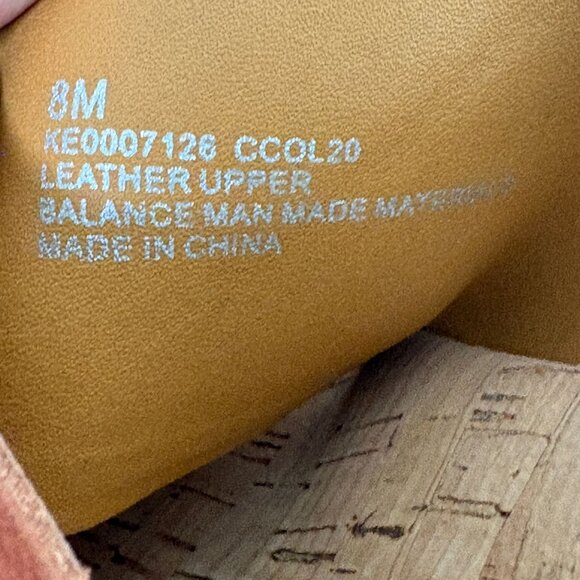 8M
KE0007126 CCOL20
LEATHER UPPER
BALANCE MAN MADE MATERIALS
MADE IN CHINA